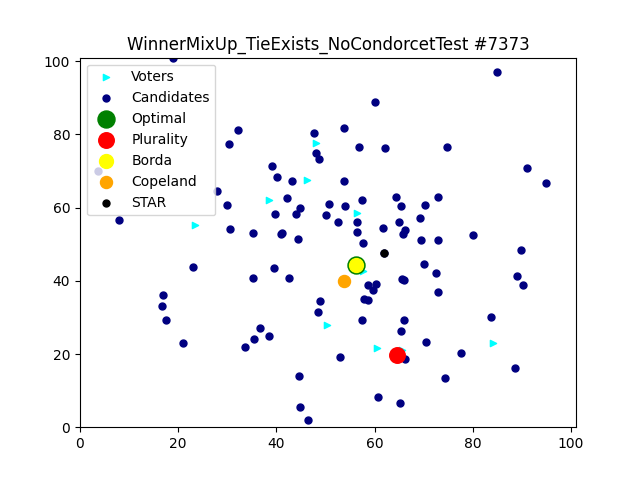 WinnerMixUp_TieExists_NoCondorcetTest #7373
100
80
60
40
20
0
0 20 40 60 80 100
Voters
Candidates
Optimal
Plurality
Borda
Copeland
STAR